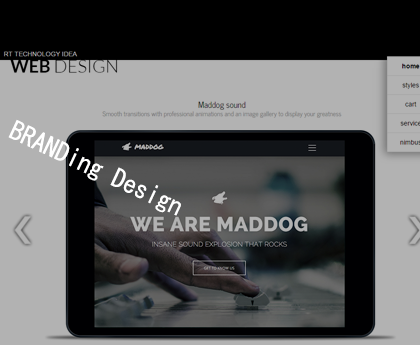 RT TECHNOLOGY IDEA
WEB DESIGN
home
styles
cart
service
nimbus
Maddog sound
Smooth transitions with professional animations and an image gallery to display your greatness
BRANDing Design
MADDOG
WE ARE MADDOG
INSANE SOUND EXPLOSION THAT ROCKS
GET TO KNOW US